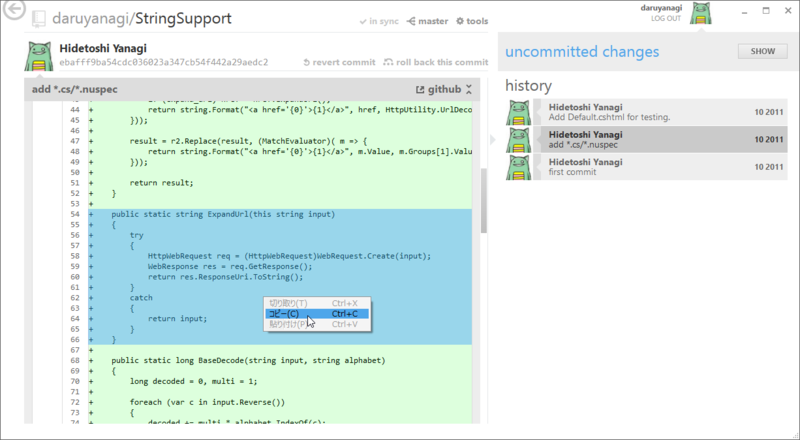 daruyanagi/StringSupport
in sync
master
tools
daruyanagi
LOG OUT
Hidetoshi Yanagi
ebafff9ba54cdc036023a347cb54f442a29aedc2
revert commit
roll back this commit
uncommitted changes
SHOW
add *.cs/*.nuspec
github
history
44 + return string.Format("<a href='{0}'>{1}</a>", href, HttpUtility.UrlDeco
45 + }));
46 +
47 + result = r2.Replace(result, (MatchEvaluator)( m => {
48 + return string.Format("<a href='{0}'>{1}</a>", m.Value, m.Groups[1].Valu
49 + }));
50 +
51 + return result;
52 + }
53 +
54 + public static string ExpandUrl(this string input)
55 + {
56 + try
57 + {
58 + HttpWebRequest req = (HttpWebRequest)WebRequest.Create(input);
59 + WebResponse res = req.GetResponse();
60 + return res.ResponseUri.ToString();
61 + }
62 + catch
63 + {
64 + return input;
65 + }
66 + }
67 +
68 + public static long BaseDecode(string input, string alphabet)
69 + {
70 + long decoded = 0, multi = 1;
71 +
72 + foreach (var c in input.Reverse())
73 + {
74 + decoded += multi * alphabet.IndexOf(c);
切り取り(T) Ctrl+X
コピー(C) Ctrl+C
貼り付け(P) Ctrl+V
Hidetoshi Yanagi
Add Default.cshtml for testing.
10 2011
Hidetoshi Yanagi
add *.cs/*.nuspec
10 2011
Hidetoshi Yanagi
first commit
10 2011